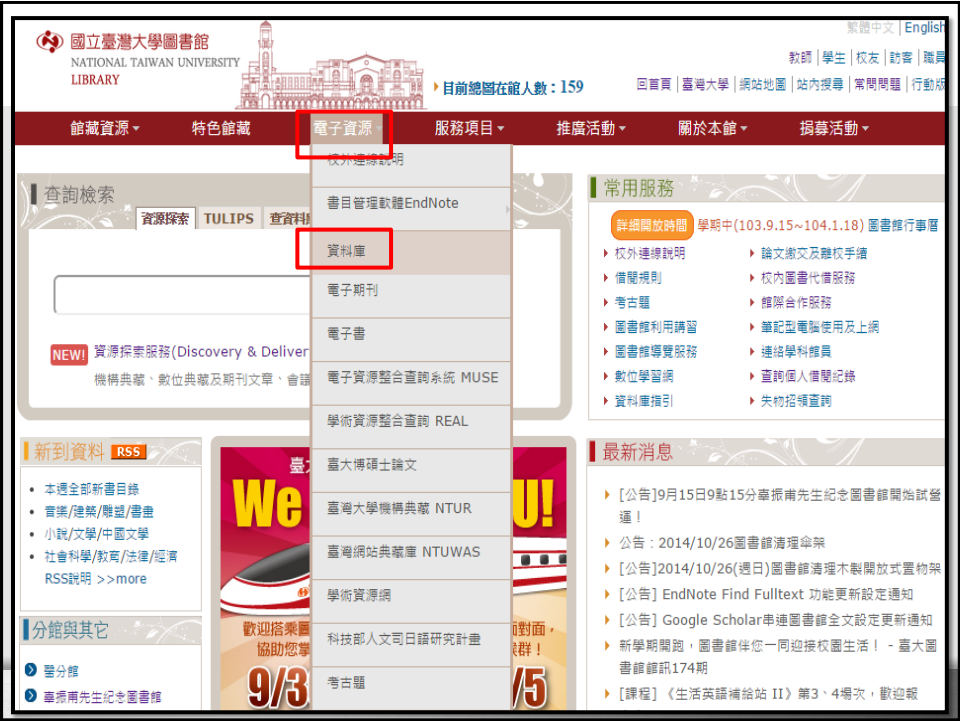 繁體中文 | English
國立臺灣大學圖書館
NATIONAL TAIWAN UNIVERSITY
LIBRARY
教師 | 學生 | 校友 | 訪客 | 職員
目前總圖在館人數：159
回首頁 | 臺灣大學 | 網站地圖 | 站內搜尋 | 常問問題 | 行動版
館藏資源 特色館藏 電子資源 服務項目 推廣活動 關於本館 捐募活動
校外連線說明
書目管理軟體EndNote
資料庫
電子期刊
電子書
電子資源整合查詢系統 MUSE
學術資源整合查詢 REAL
臺大博碩士論文
臺灣大學機構典藏 NTUR
臺灣網站典藏庫 NTUWAS
學術資源網
科技部人文司日語研究計畫
考古題
查詢檢索
資源探索 TULIPS 查資料
NEW! 資源探索服務(Discovery & Deliver
機構典藏、數位典藏及期刊文章、會議
常用服務
詳細開放時間 學期中(103.9.15~104.1.18) 圖書館行事曆
校外連線說明 論文繳交及離校手續
借閱規則 校內圖書代借服務
考古題 館際合作服務
圖書館利用講習 筆記型電腦使用及上網
圖書館導覽服務 連絡學科館員
數位學習網 查詢個人借閱紀錄
資料庫指引 失物招領查詢
新到資料 RSS
本週全部新書目錄
音樂/建築/雕塑/書畫
小說/文學/中國文學
社會科學/教育/法律/經濟
RSS說明 >>more
分館與其它
醫分館
辜振甫先生紀念圖書館
臺
We U!
歡迎搭乘圖 面對面，
協助您掌 群！
9/3 /5
最新消息
[公告]9月15日9點15分辜振甫先生紀念圖書館開始試營
運！
公告：2014/10/26圖書館清理傘架
[公告]2014/10/26(週日)圖書館清理木製開放式置物架
[公告] EndNote Find Fulltext 功能更新設定通知
[公告] Google Scholar串連圖書館全文設定更新通知
新學期開跑，圖書館伴您一同迎接校園生活！ - 臺大圖
書館館訊174期
[課程] 《生活英語補給站 II》第3、4場次，歡迎報